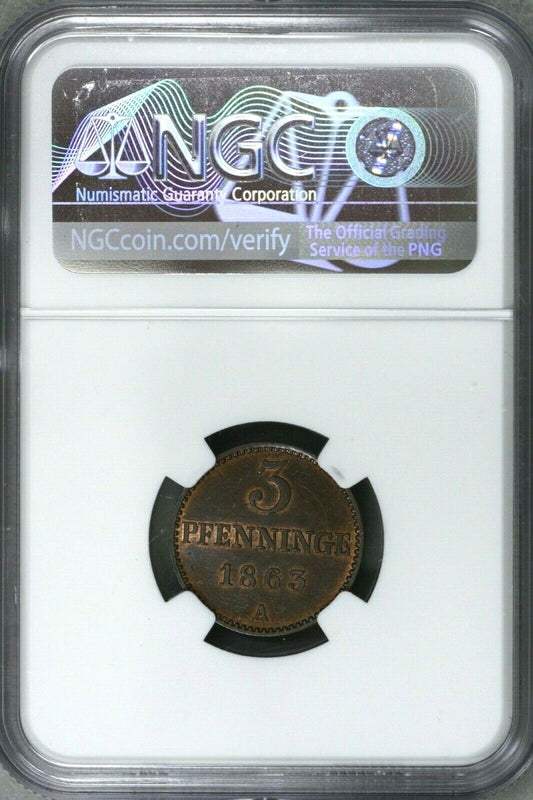 NGC
Numismatic Guaranty Corporation
NGCcoin.com/verify
The Official Grading
Service of the PNG
3
PFENNINGE
1863
A